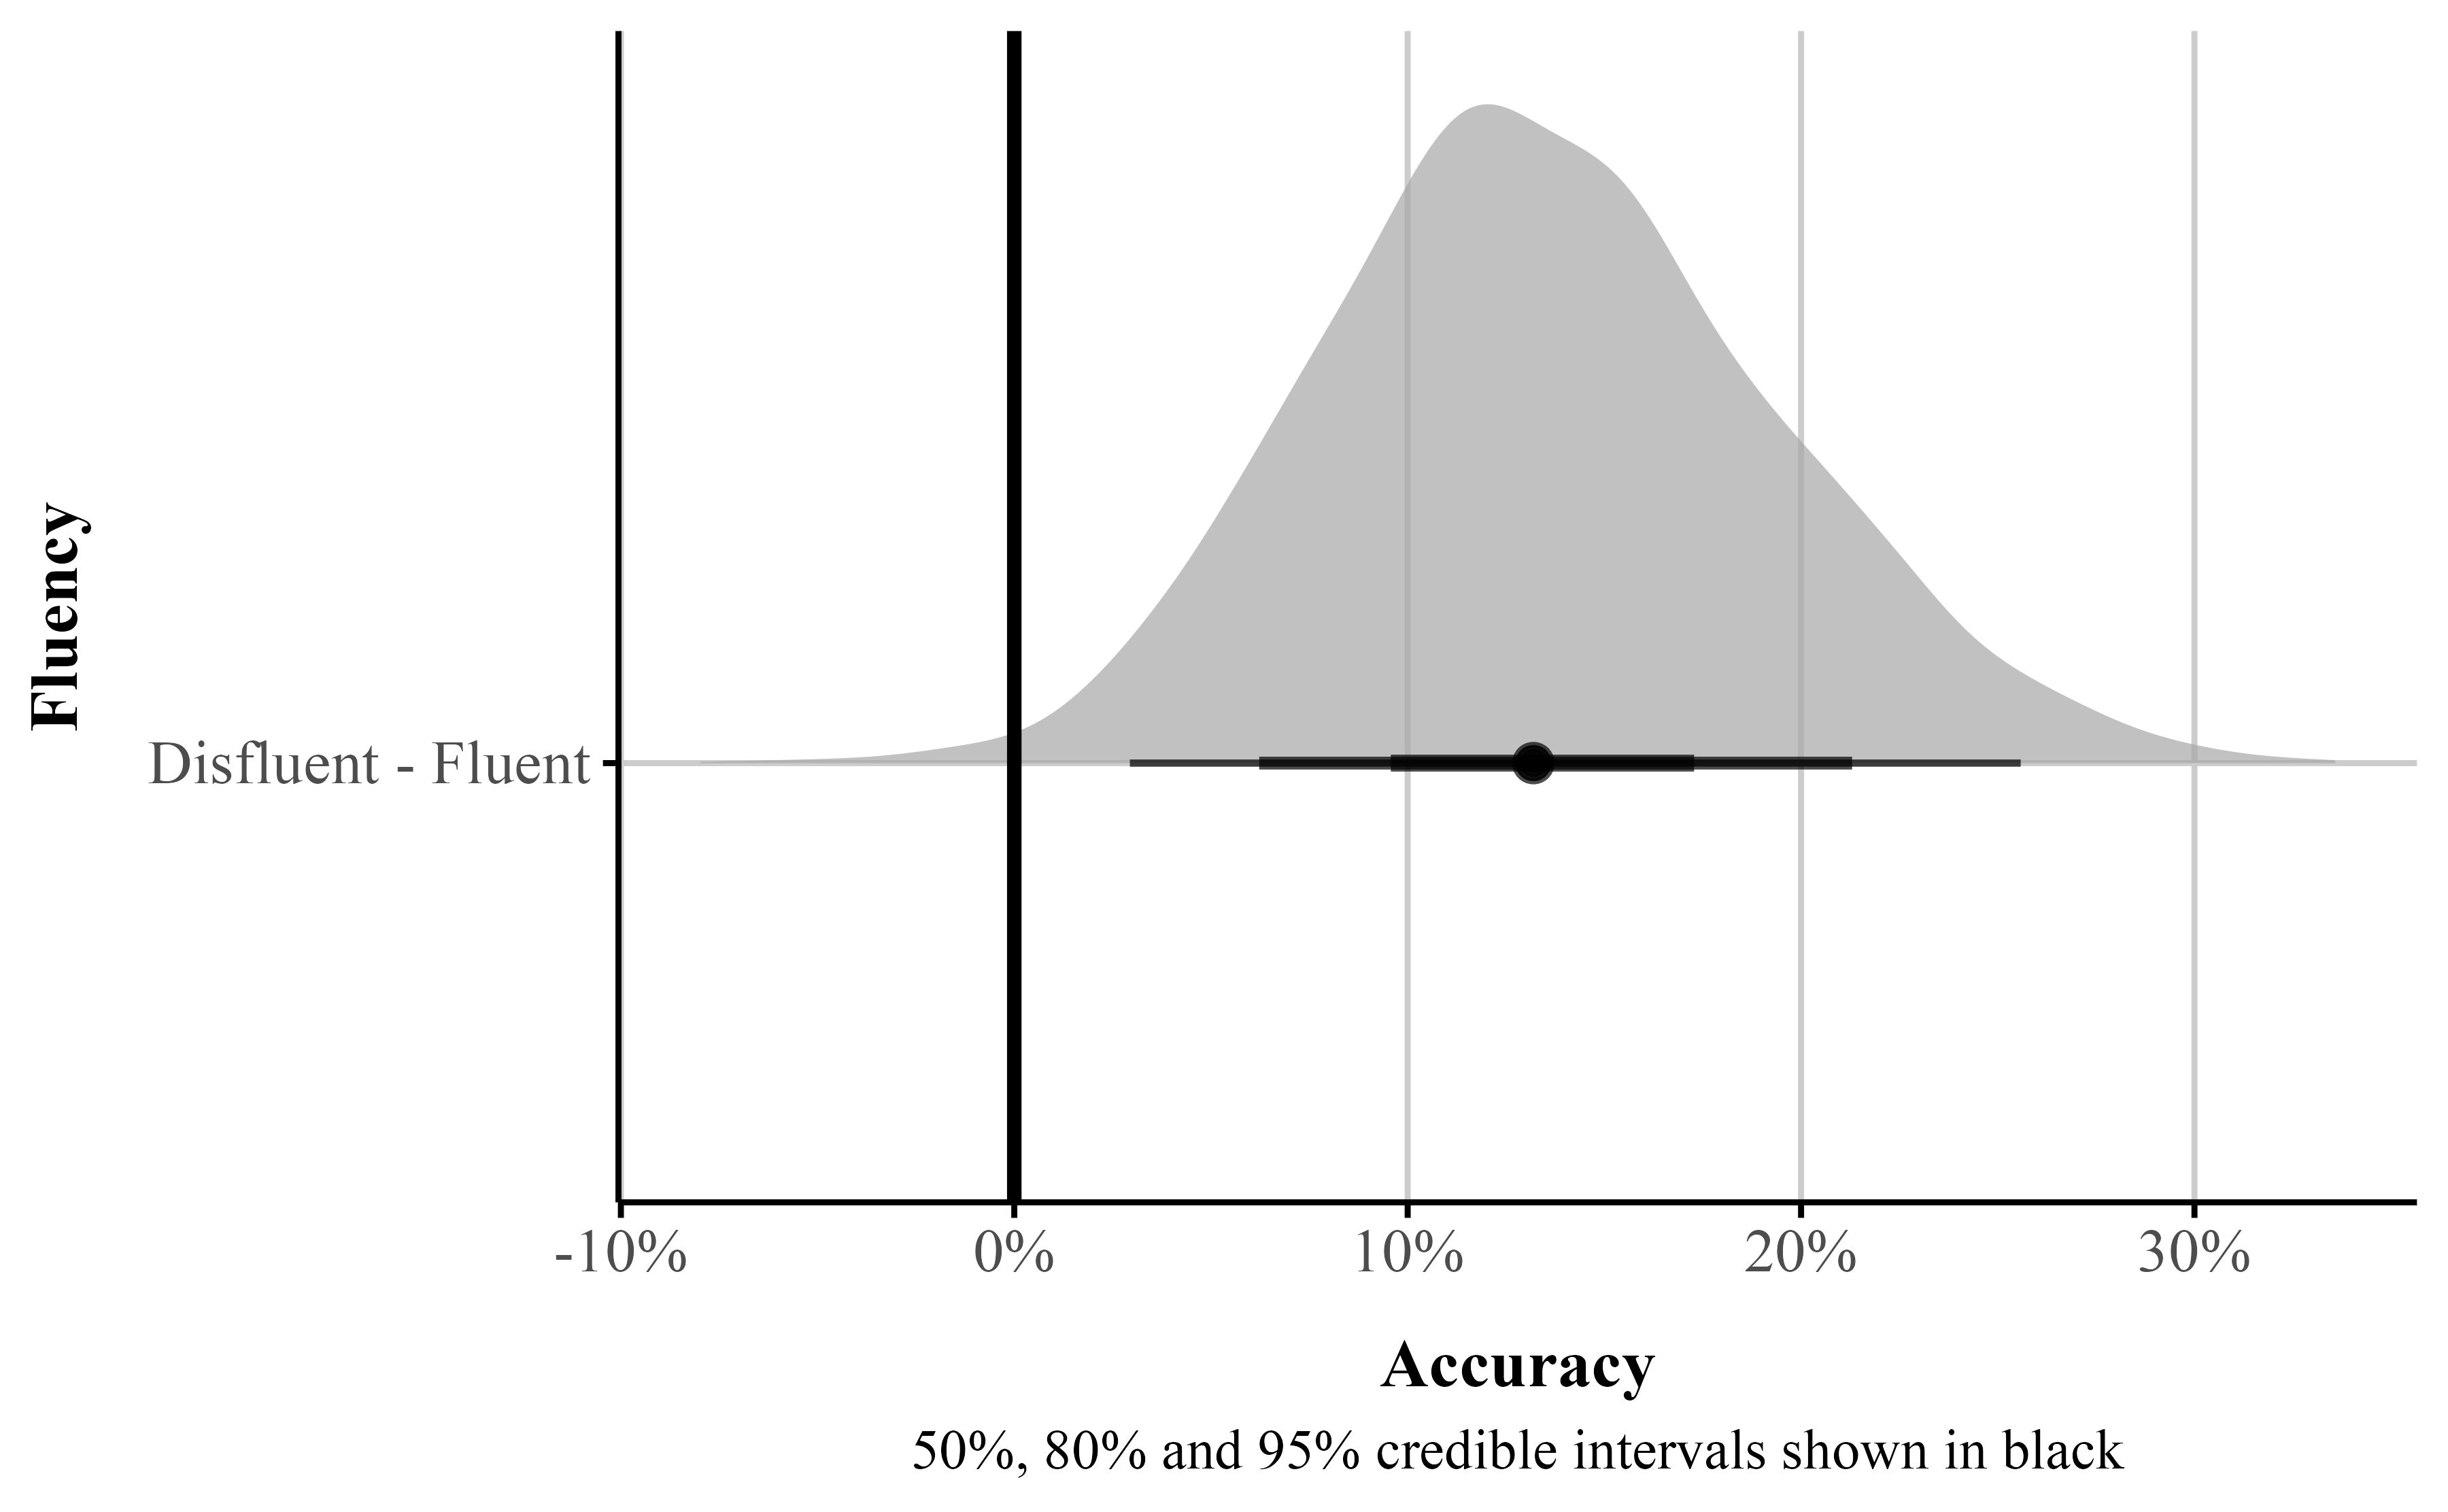 Fluency
Disfluent - Fluent
-10% 0% 10% 20% 30%
Accuracy
50%, 80% and 95% credible intervals shown in black